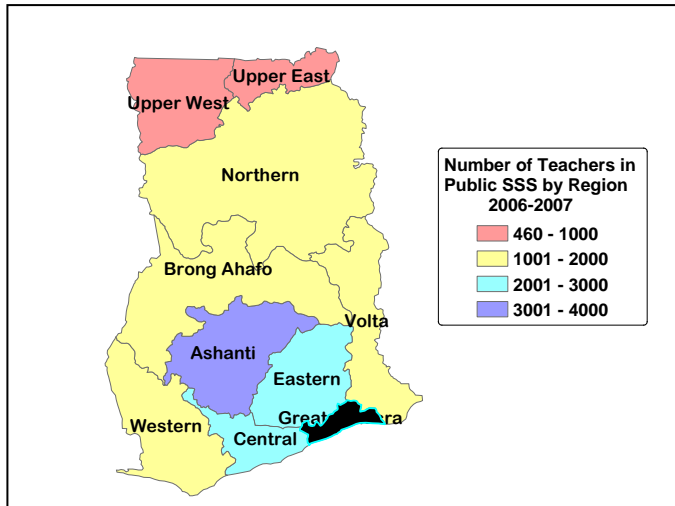 Upper East
Upper West
Northern
Brong Ahafo
Volta
Ashanti
Eastern
Western
Central
Number of Teachers in
Public SSS by Region
2006-2007
460 - 1000
1001 - 2000
2001 - 3000
3001 - 4000